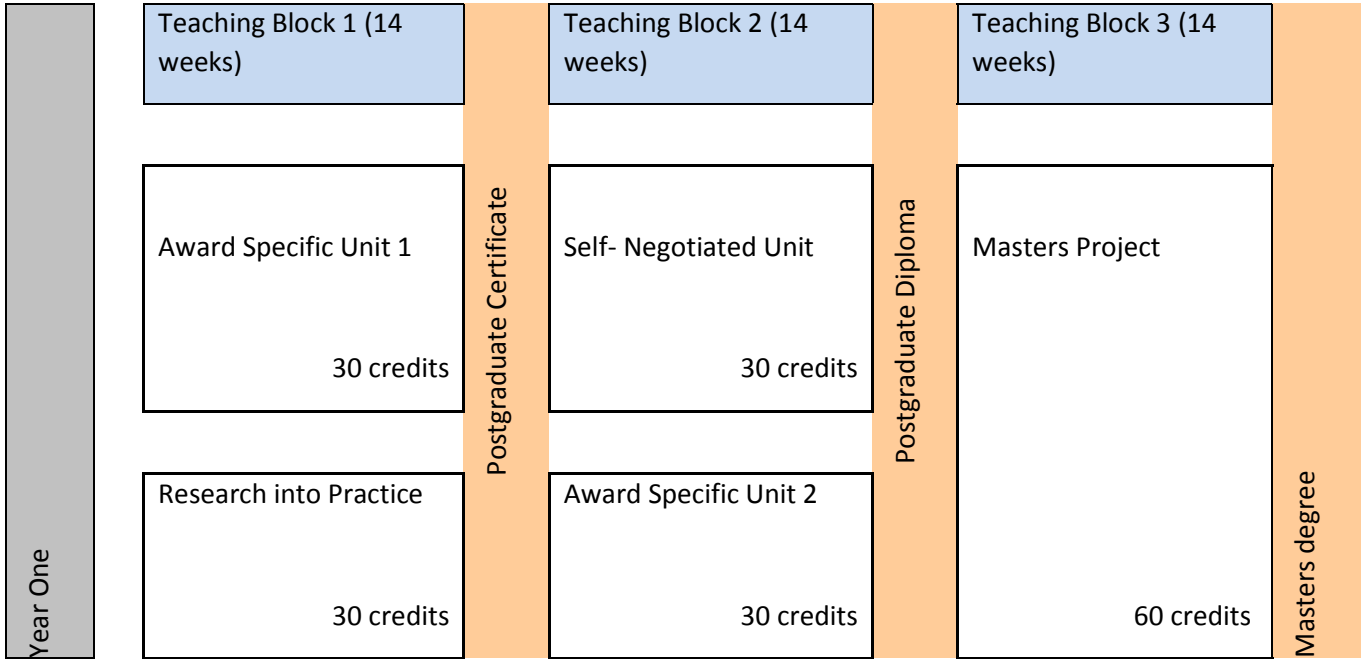 Teaching Block 1 (14
weeks)
Teaching Block 2 (14
weeks)
Teaching Block 3 (14
weeks)
Year One
Award Specific Unit 1
30 credits
Research into Practice
30 credits
Postgraduate Certificate
Self- Negotiated Unit
30 credits
Award Specific Unit 2
30 credits
Postgraduate Diploma
Masters Project
60 credits
Masters degree